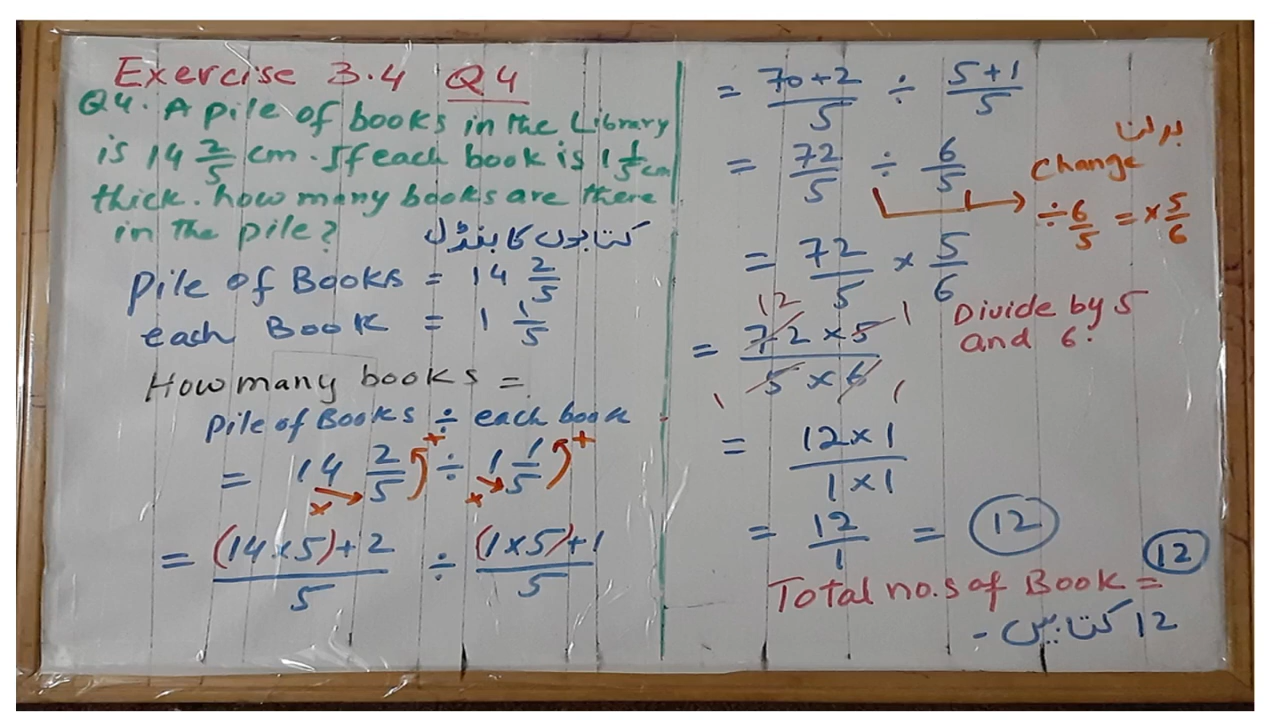 Exercise 3.4 Q4
Q4. A pile of books in the Library
is 14 2/5 cm. If each book is 1 1/5 cm
thick. how many books are there
in the pile? کتابوں کا بنڈل
pile of Books = 14 2/5
each Book = 1 1/5
How many books =
pile of Books ÷ each book
= 14 2/5 ÷ 1 1/5
× + × +
= (14×5)+2/5 ÷ (1×5)+1/5
= 70+2/5 ÷ 5+1/5
= 72/5 ÷ 6/5
بدلنا
Change
÷ 6/5 = × 5/6
= 72/5 × 5/6
Divide by 5
and 6.
12 1
= 72×5/5×6
1 1
= 12×1/1×1
= 12/1 = 12
Total no.s of Book = 12
12 کتابیں -